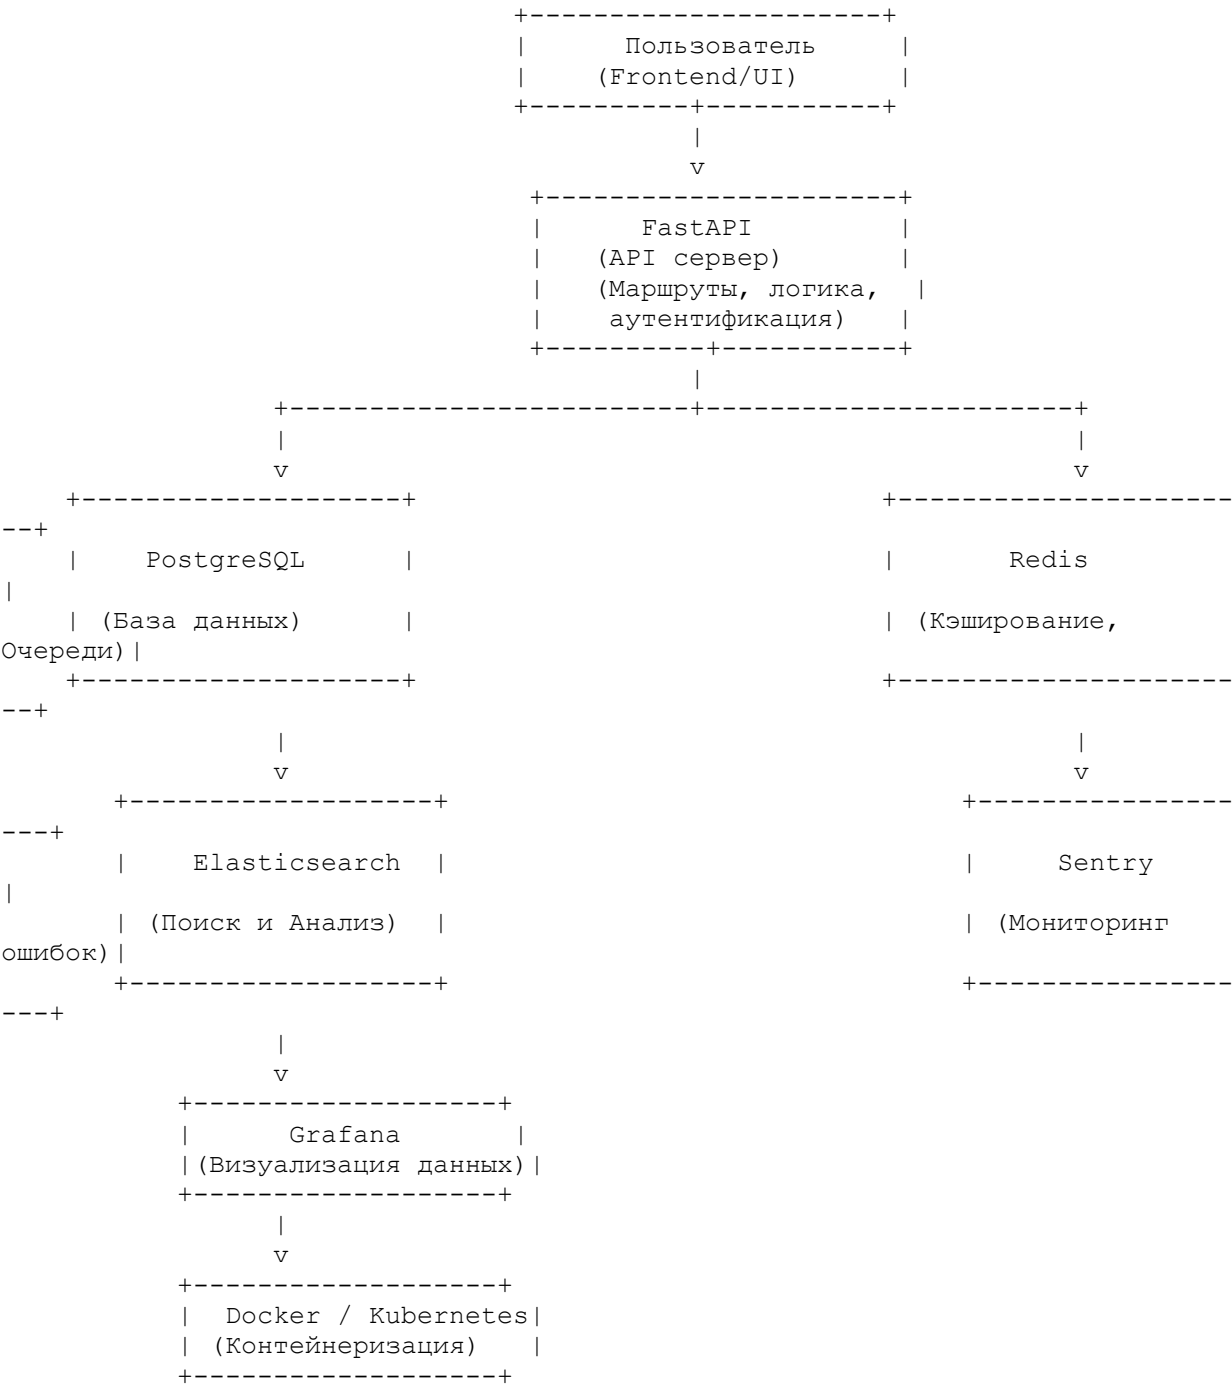 Пользователь
(Frontend/UI)
FastAPI
(API сервер)
(Маршруты, логика,
аутентификация)
PostgreSQL
Redis
(База данных)
(Кэширование,
Очереди)
Elasticsearch
Sentry
(Поиск и Анализ)
(Мониторинг
ошибок)
Grafana
(Визуализация данных)
Docker / Kubernetes
(Контейнеризация)